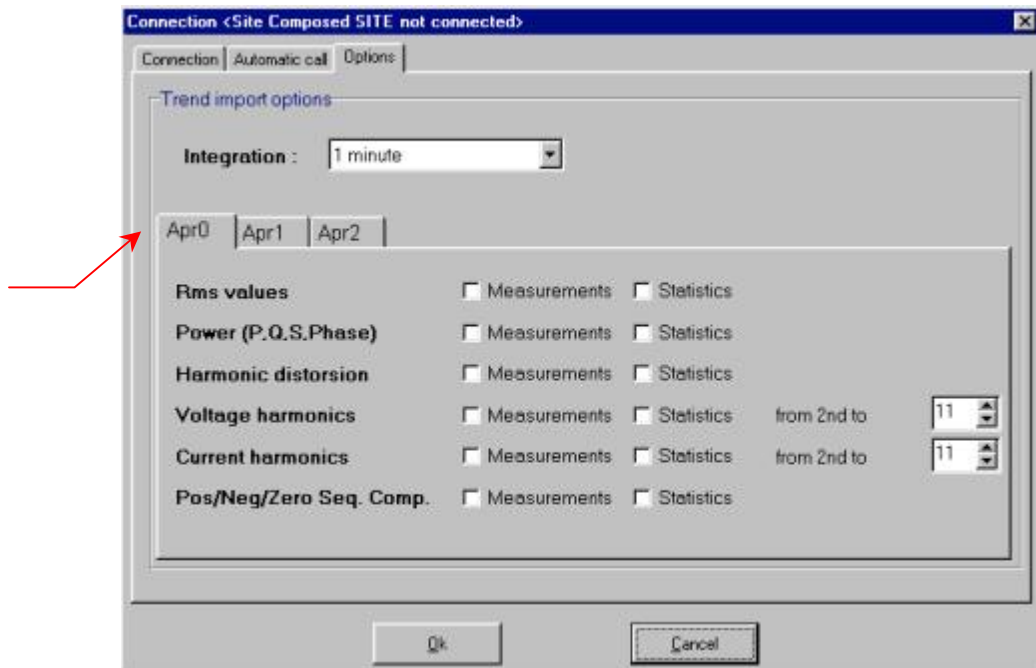 Connection <Site Composed SITE not connected>
Connection Automatic call Options
Trend import options
Integration : 1 minute
Apr0 Apr1 Apr2
Rms values Measurements Statistics
Power (P,Q,S,Phase) Measurements Statistics
Harmonic distorsion Measurements Statistics
Voltage harmonics Measurements Statistics from 2nd to 11
Current harmonics Measurements Statistics from 2nd to 11
Pos/Neg/Zero Seq. Comp. Measurements Statistics
Ok Cancel